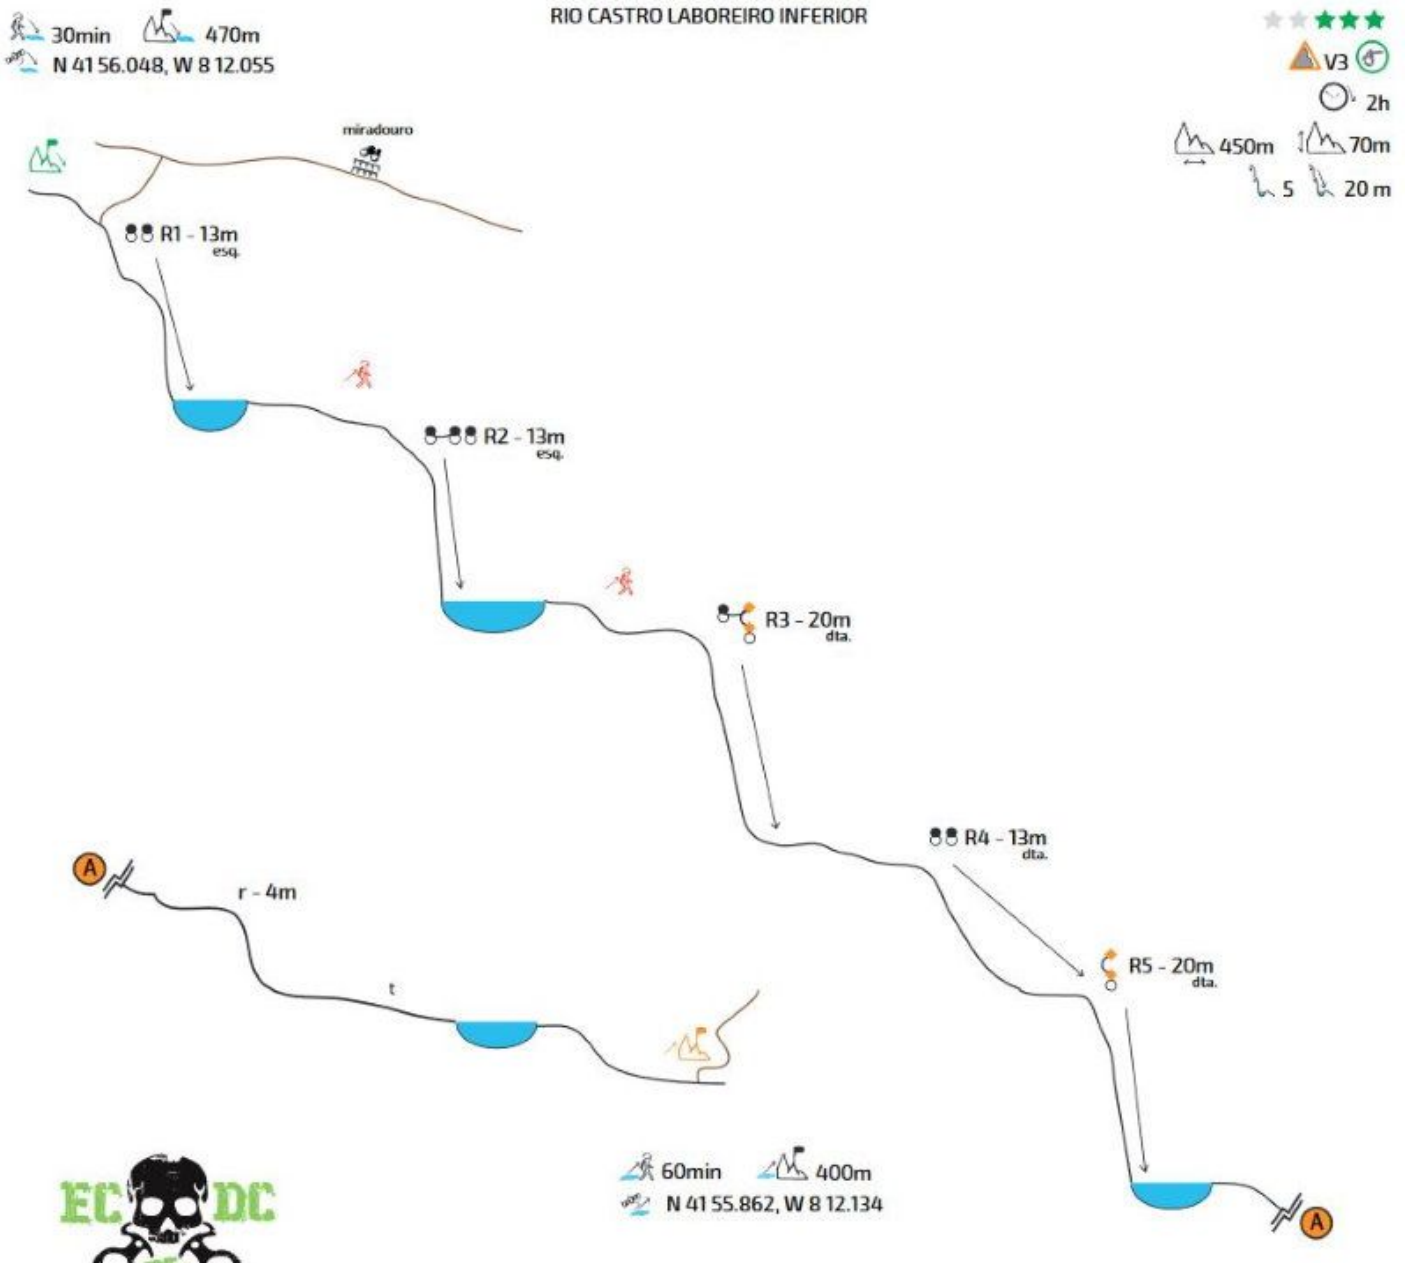 RIO CASTRO LABOREIRO INFERIOR
30min 470m
N 41 56.048, W 8 12.055
V3
2h
450m 70m
5 20 m
miradouro
R1 - 13m
esq.
R2 - 13m
esq.
R3 - 20m
dta.
R4 - 13m
dta.
A
r - 4m
t
R5 - 20m
dta.
60min 400m
N 41 55.862, W 8 12.134
A
EC DC